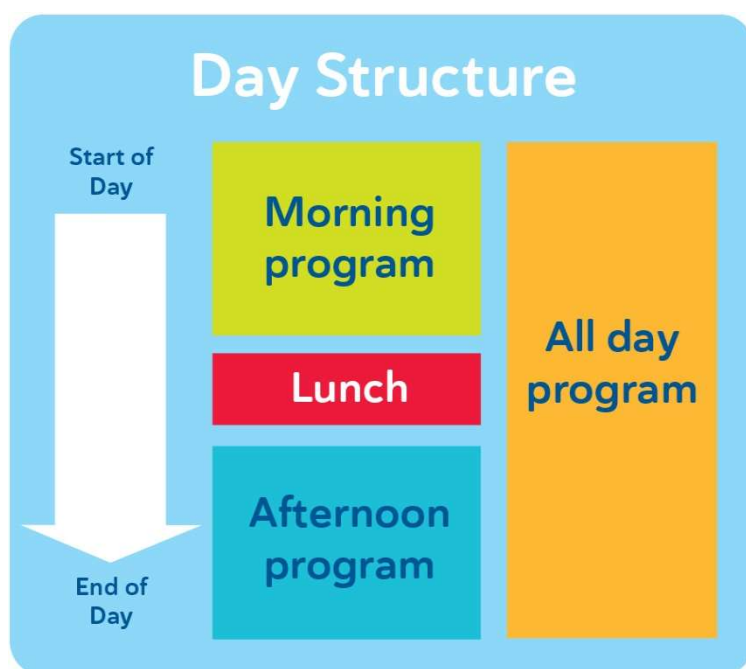 Day Structure
Start of
Day
Morning
program
Lunch
Afternoon
program
All day
program
End of
Day